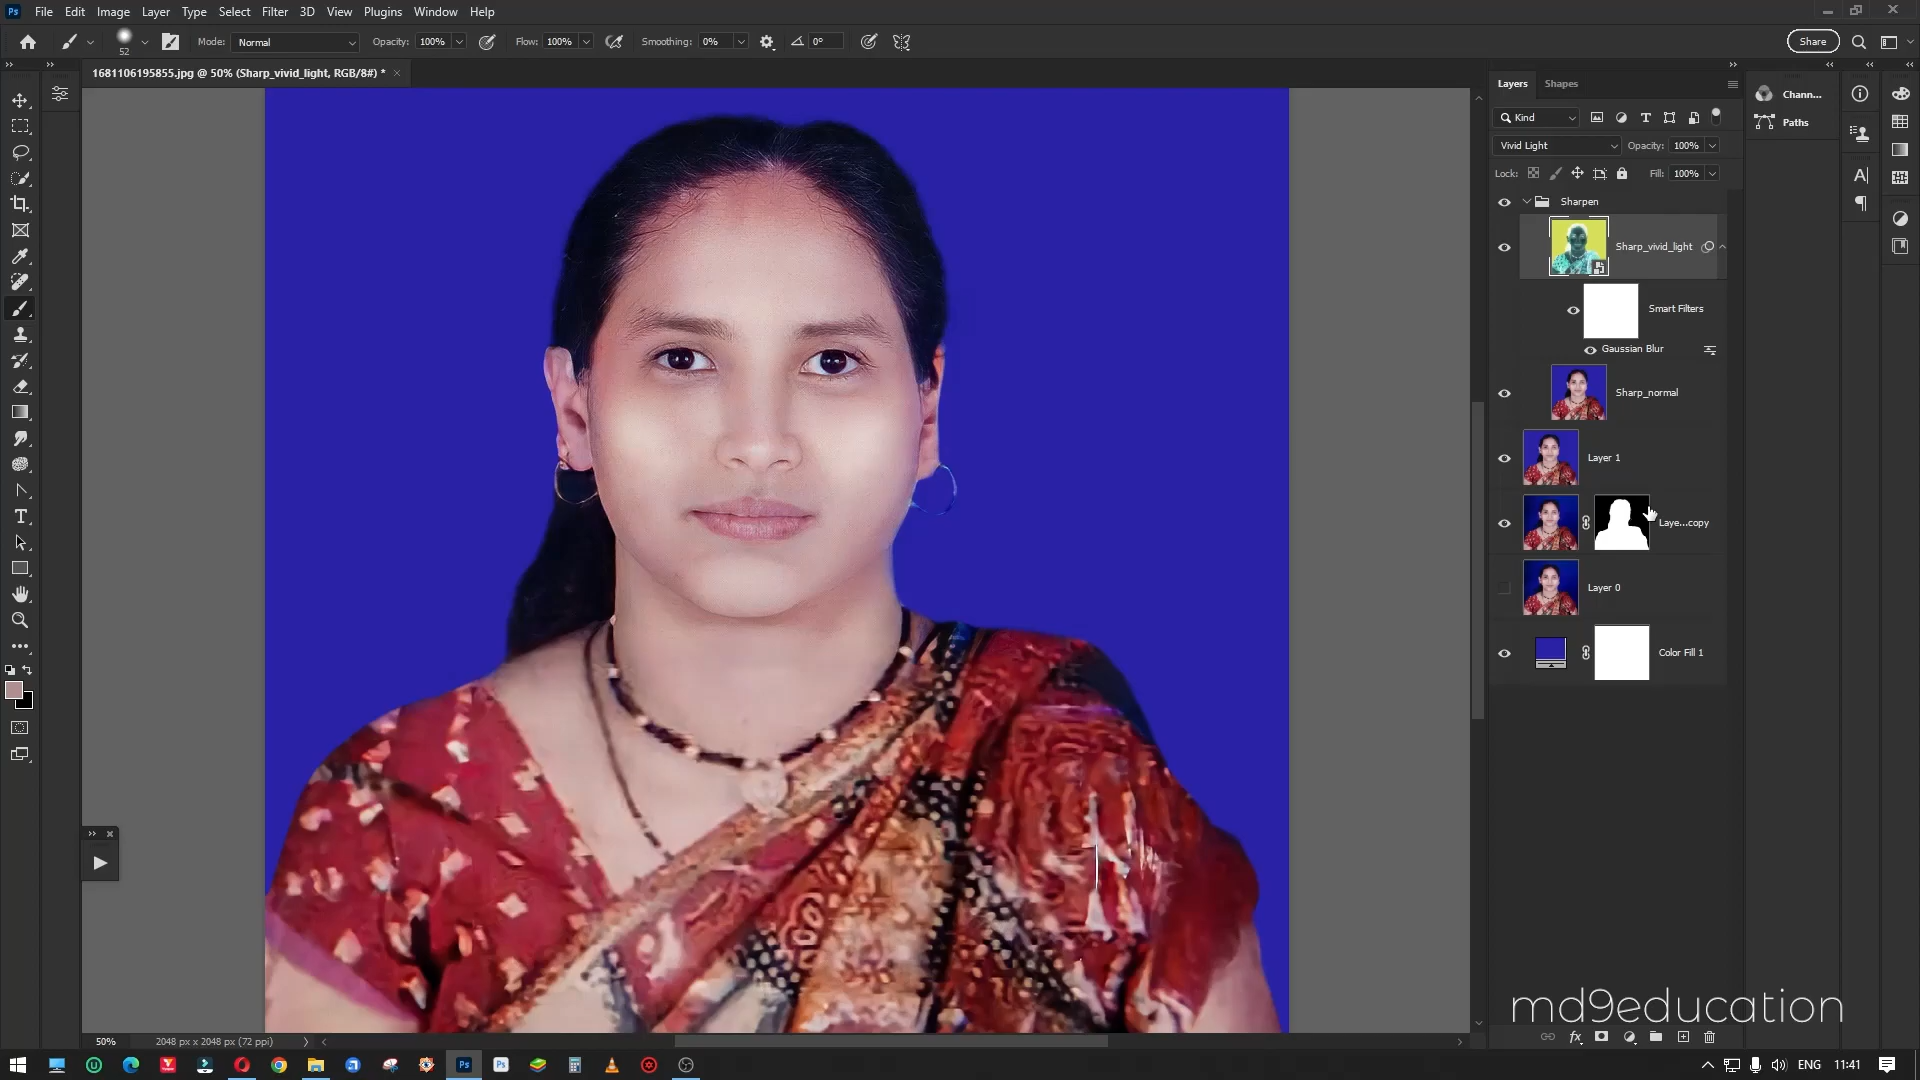 Ps File Edit Image Layer Type Select Filter 3D View Plugins Window Help
52 Mode: Normal Opacity: 100% Flow: 100% Smoothing: 0% 0° Share
1681106195855.jpg @ 50% (Sharp_vivid_light, RGB/8#) * ×
Layers Shapes
Chann...
Paths
Kind
Vivid Light Opacity: 100%
Lock: Fill: 100%
Sharpen
Sharp_vivid_light
Smart Filters
Gaussian Blur
Sharp_normal
Layer 1
Laye...copy
Layer 0
Color Fill 1
md9education
50% 2048 px x 2048 px (72 ppi)
ENG 11:41